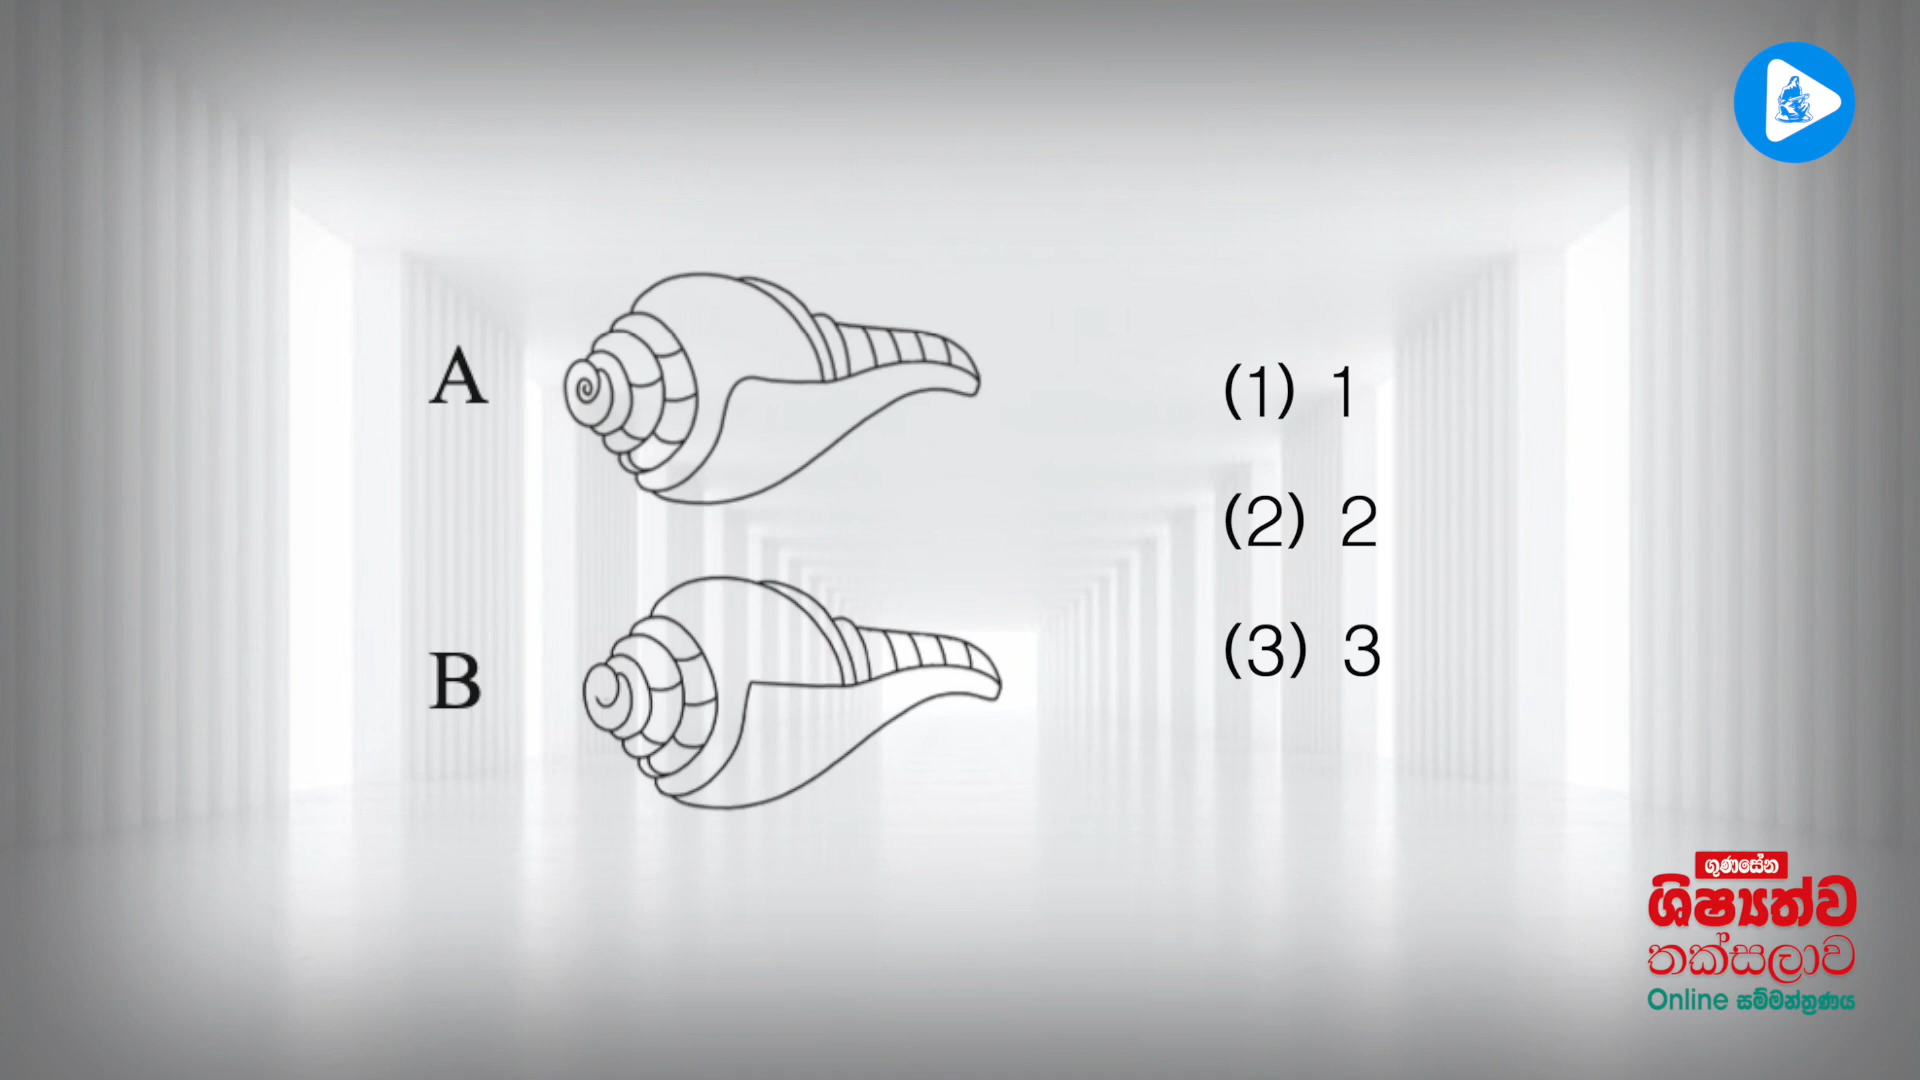 A
B
(1) 1
(2) 2
(3) 3
ගුණසේන
ශිෂ්‍යත්ව
තක්සලාව
Online සම්මන්ත්‍රණය